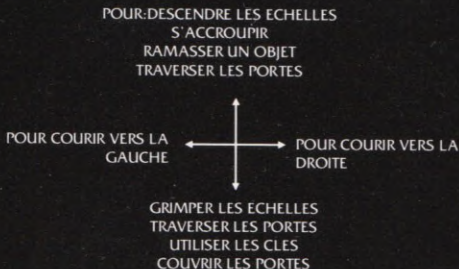 POUR:DESCENDRE LES ECHELLES
S'ACCROUPIR
RAMASSER UN OBJET
TRAVERSER LES PORTES
POUR COURIR VERS LA
GAUCHE
POUR COURIR VERS LA
DROITE
GRIMPER LES ECHELLES
TRAVERSER LES PORTES
UTILISER LES CLES
COUVRIR LES PORTES